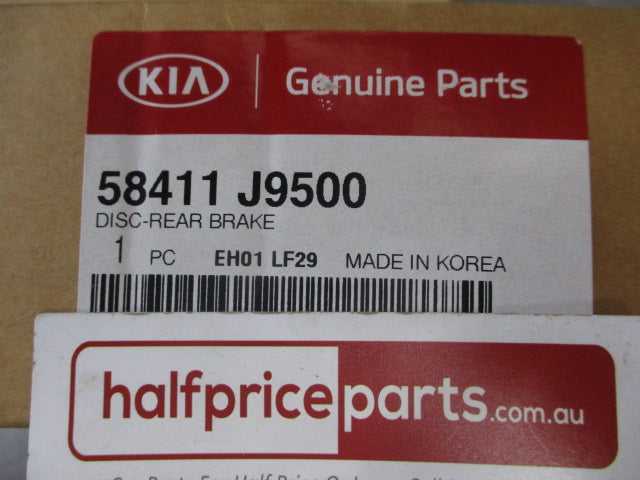 KIA Genuine Parts
58411 J9500
DISC-REAR BRAKE
1 PC EH01 LF29 MADE IN KOREA
halfpriceparts.com.au